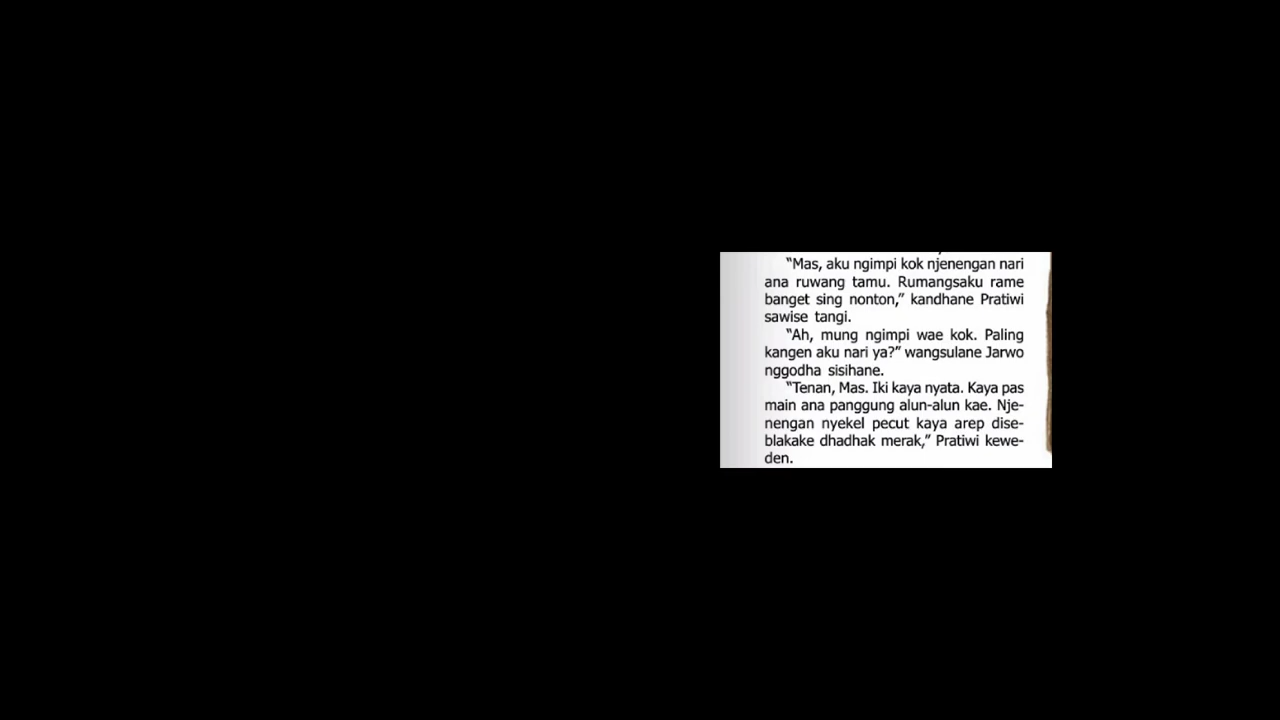 “Mas, aku ngimpi kok njenengan nari
ana ruwang tamu. Rumangsaku rame
banget sing nonton,” kandhane Pratiwi
sawise tangi.
“Ah, mung ngimpi wae kok. Paling
kangen aku nari ya?” wangsulane Jarwo
nggodha sisihane.
“Tenan, Mas. Iki kaya nyata. Kaya pas
main ana panggung alun-alun kae. Nje-
nengan nyekel pecut kaya arep dise-
blakake dhadhak merak,” Pratiwi kewe-
den.